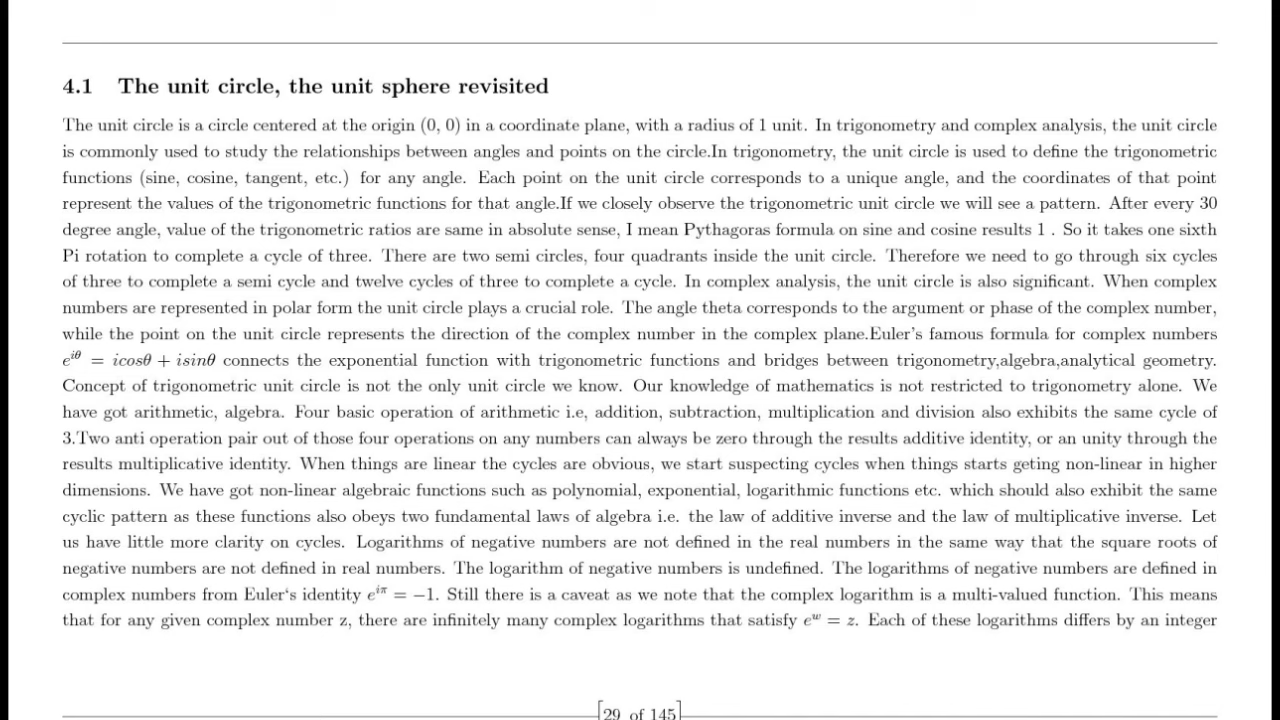 4.1 The unit circle, the unit sphere revisited
The unit circle is a circle centered at the origin (0, 0) in a coordinate plane, with a radius of 1 unit. In trigonometry and complex analysis, the unit circle
is commonly used to study the relationships between angles and points on the circle.In trigonometry, the unit circle is used to define the trigonometric
functions (sine, cosine, tangent, etc.) for any angle. Each point on the unit circle corresponds to a unique angle, and the coordinates of that point
represent the values of the trigonometric functions for that angle.If we closely observe the trigonometric unit circle we will see a pattern. After every 30
degree angle, value of the trigonometric ratios are same in absolute sense, I mean Pythagoras formula on sine and cosine results 1 . So it takes one sixth
Pi rotation to complete a cycle of three. There are two semi circles, four quadrants inside the unit circle. Therefore we need to go through six cycles
of three to complete a semi cycle and twelve cycles of three to complete a cycle. In complex analysis, the unit circle is also significant. When complex
numbers are represented in polar form the unit circle plays a crucial role. The angle theta corresponds to the argument or phase of the complex number,
while the point on the unit circle represents the direction of the complex number in the complex plane.Euler's famous formula for complex numbers
e^{iθ} = icosθ + isinθ connects the exponential function with trigonometric functions and bridges between trigonometry,algebra,analytical geometry.
Concept of trigonometric unit circle is not the only unit circle we know. Our knowledge of mathematics is not restricted to trigonometry alone. We
have got arithmetic, algebra. Four basic operation of arithmetic i.e, addition, subtraction, multiplication and division also exhibits the same cycle of
3.Two anti operation pair out of those four operations on any numbers can always be zero through the results additive identity, or an unity through the
results multiplicative identity. When things are linear the cycles are obvious, we start suspecting cycles when things starts geting non-linear in higher
dimensions. We have got non-linear algebraic functions such as polynomial, exponential, logarithmic functions etc. which should also exhibit the same
cyclic pattern as these functions also obeys two fundamental laws of algebra i.e. the law of additive inverse and the law of multiplicative inverse. Let
us have little more clarity on cycles. Logarithms of negative numbers are not defined in the real numbers in the same way that the square roots of
negative numbers are not defined in real numbers. The logarithm of negative numbers is undefined. The logarithms of negative numbers are defined in
complex numbers from Euler‘s identity e^{iπ} = −1. Still there is a caveat as we note that the complex logarithm is a multi-valued function. This means
that for any given complex number z, there are infinitely many complex logarithms that satisfy e^w = z. Each of these logarithms differs by an integer
[29 of 145]